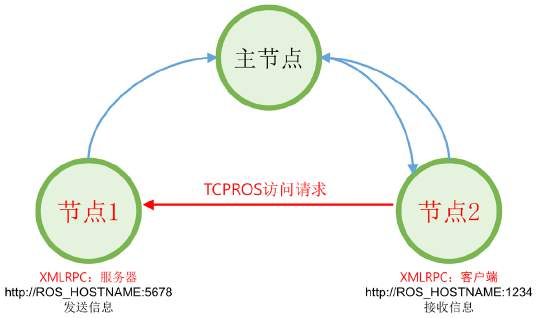 主节点
TCPROS访问请求
节点1
节点2
XMLRPC：服务器
http://ROS_HOSTNAME:5678
发送信息
XMLRPC：客户端
http://ROS_HOSTNAME:1234
接收信息